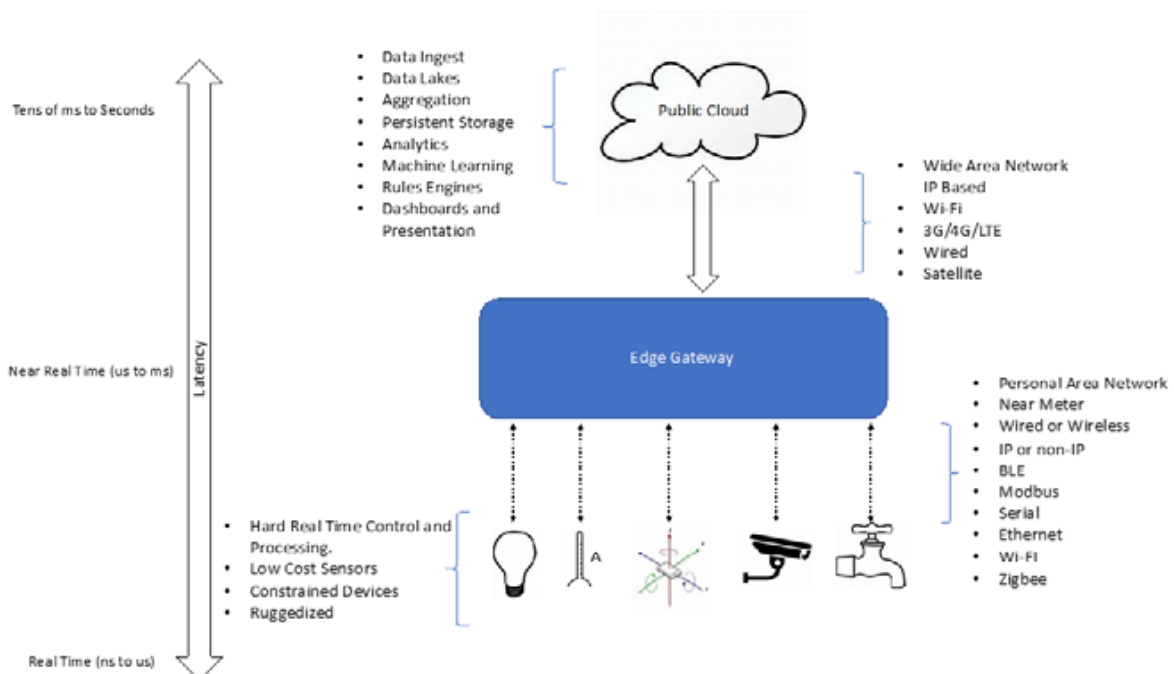 • Data Ingest
• Data Lakes
• Aggregation
• Persistent Storage
• Analytics
• Machine Learning
• Rules Engines
• Dashboards and
Presentation
Tens of ms to Seconds
Public Cloud
• Wide Area Network
IP Based
• Wi-Fi
• 3G/4G/LTE
• Wired
• Satellite
Latency
Near Real Time (us to ms)
Edge Gateway
• Personal Area Network
• Near Meter
• Wired or Wireless
• IP or non-IP
• BLE
• Modbus
• Serial
• Ethernet
• Wi-FI
• Zigbee
• Hard Real Time Control and
Processing.
• Low Cost Sensors
• Constrained Devices
• Ruggedized
A
Real Time (ns to us)